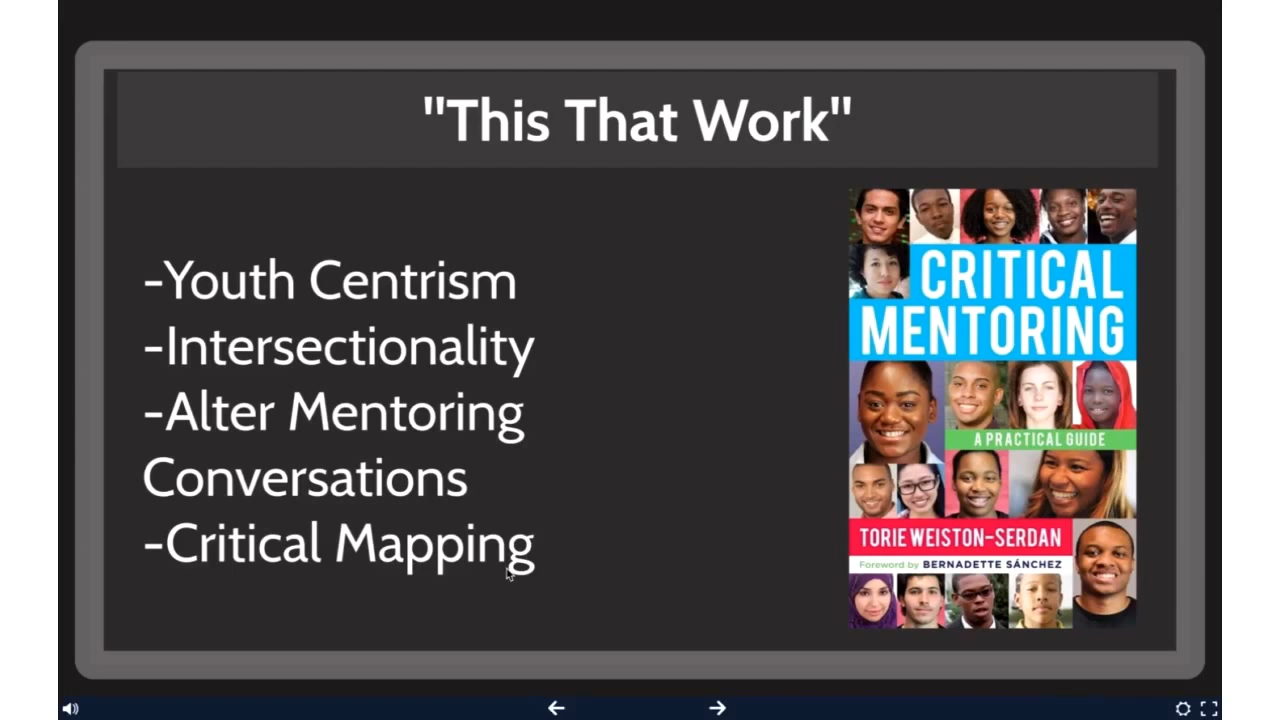 "This That Work"
-Youth Centrism
-Intersectionality
-Alter Mentoring
Conversations
-Critical Mapping
CRITICAL
MENTORING
A PRACTICAL GUIDE
TORIE WEISTON-SERDAN
Foreword by BERNADETTE SÁNCHEZ